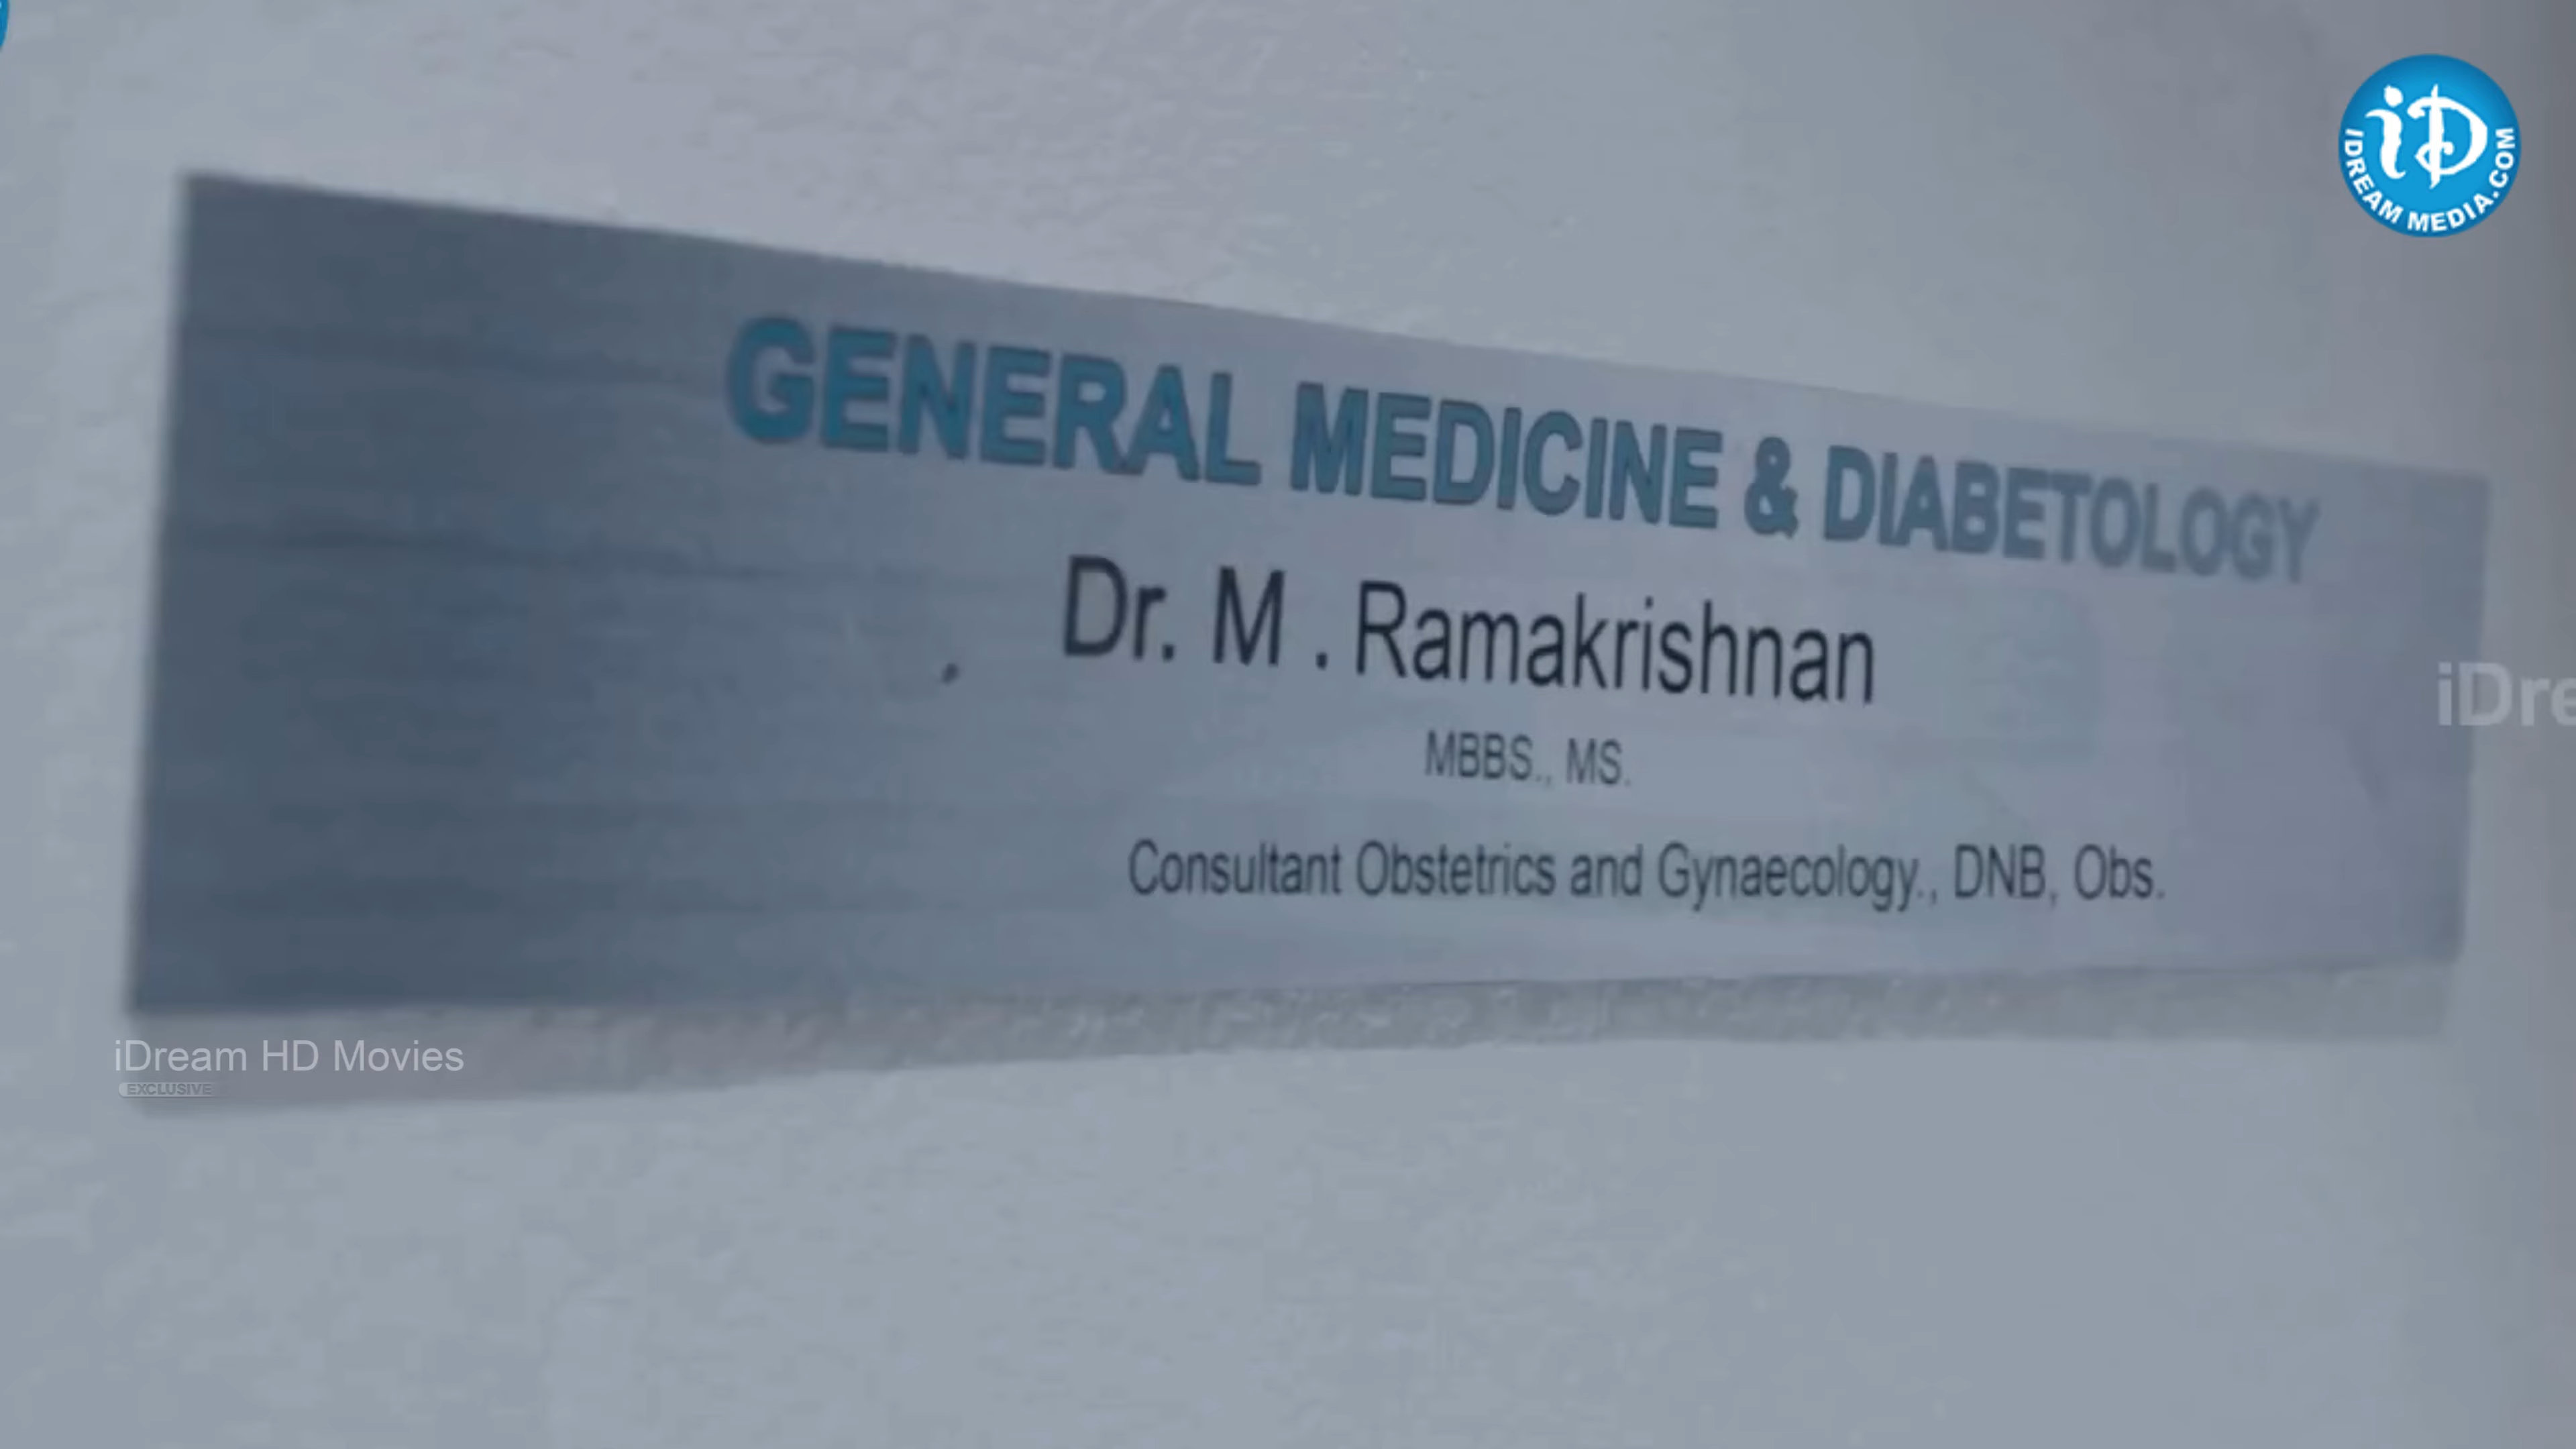 iD
IDREAM MEDIA.COM
GENERAL MEDICINE & DIABETOLOGY
Dr. M . Ramakrishnan
MBBS., MS.
Consultant Obstetrics and Gynaecology., DNB, Obs.
iDre
iDream HD Movies
EXCLUSIVE